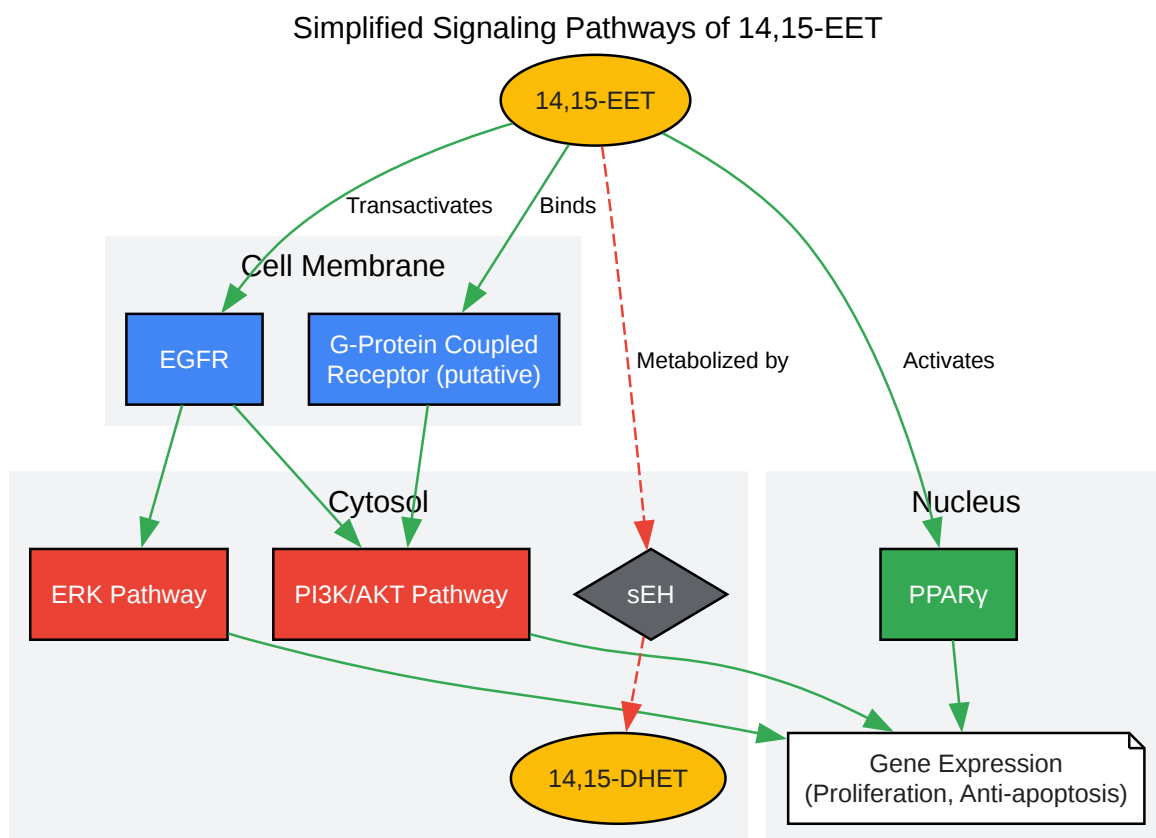 Simplified Signaling Pathways of 14,15-EET
14,15-EET
Transactivates
Binds
Cell Membrane
EGFR
G-Protein Coupled
Receptor (putative)
Metabolized by
Activates
Cytosol
Nucleus
ERK Pathway
PI3K/AKT Pathway
sEH
PPARγ
14,15-DHET
Gene Expression
(Proliferation, Anti-apoptosis)